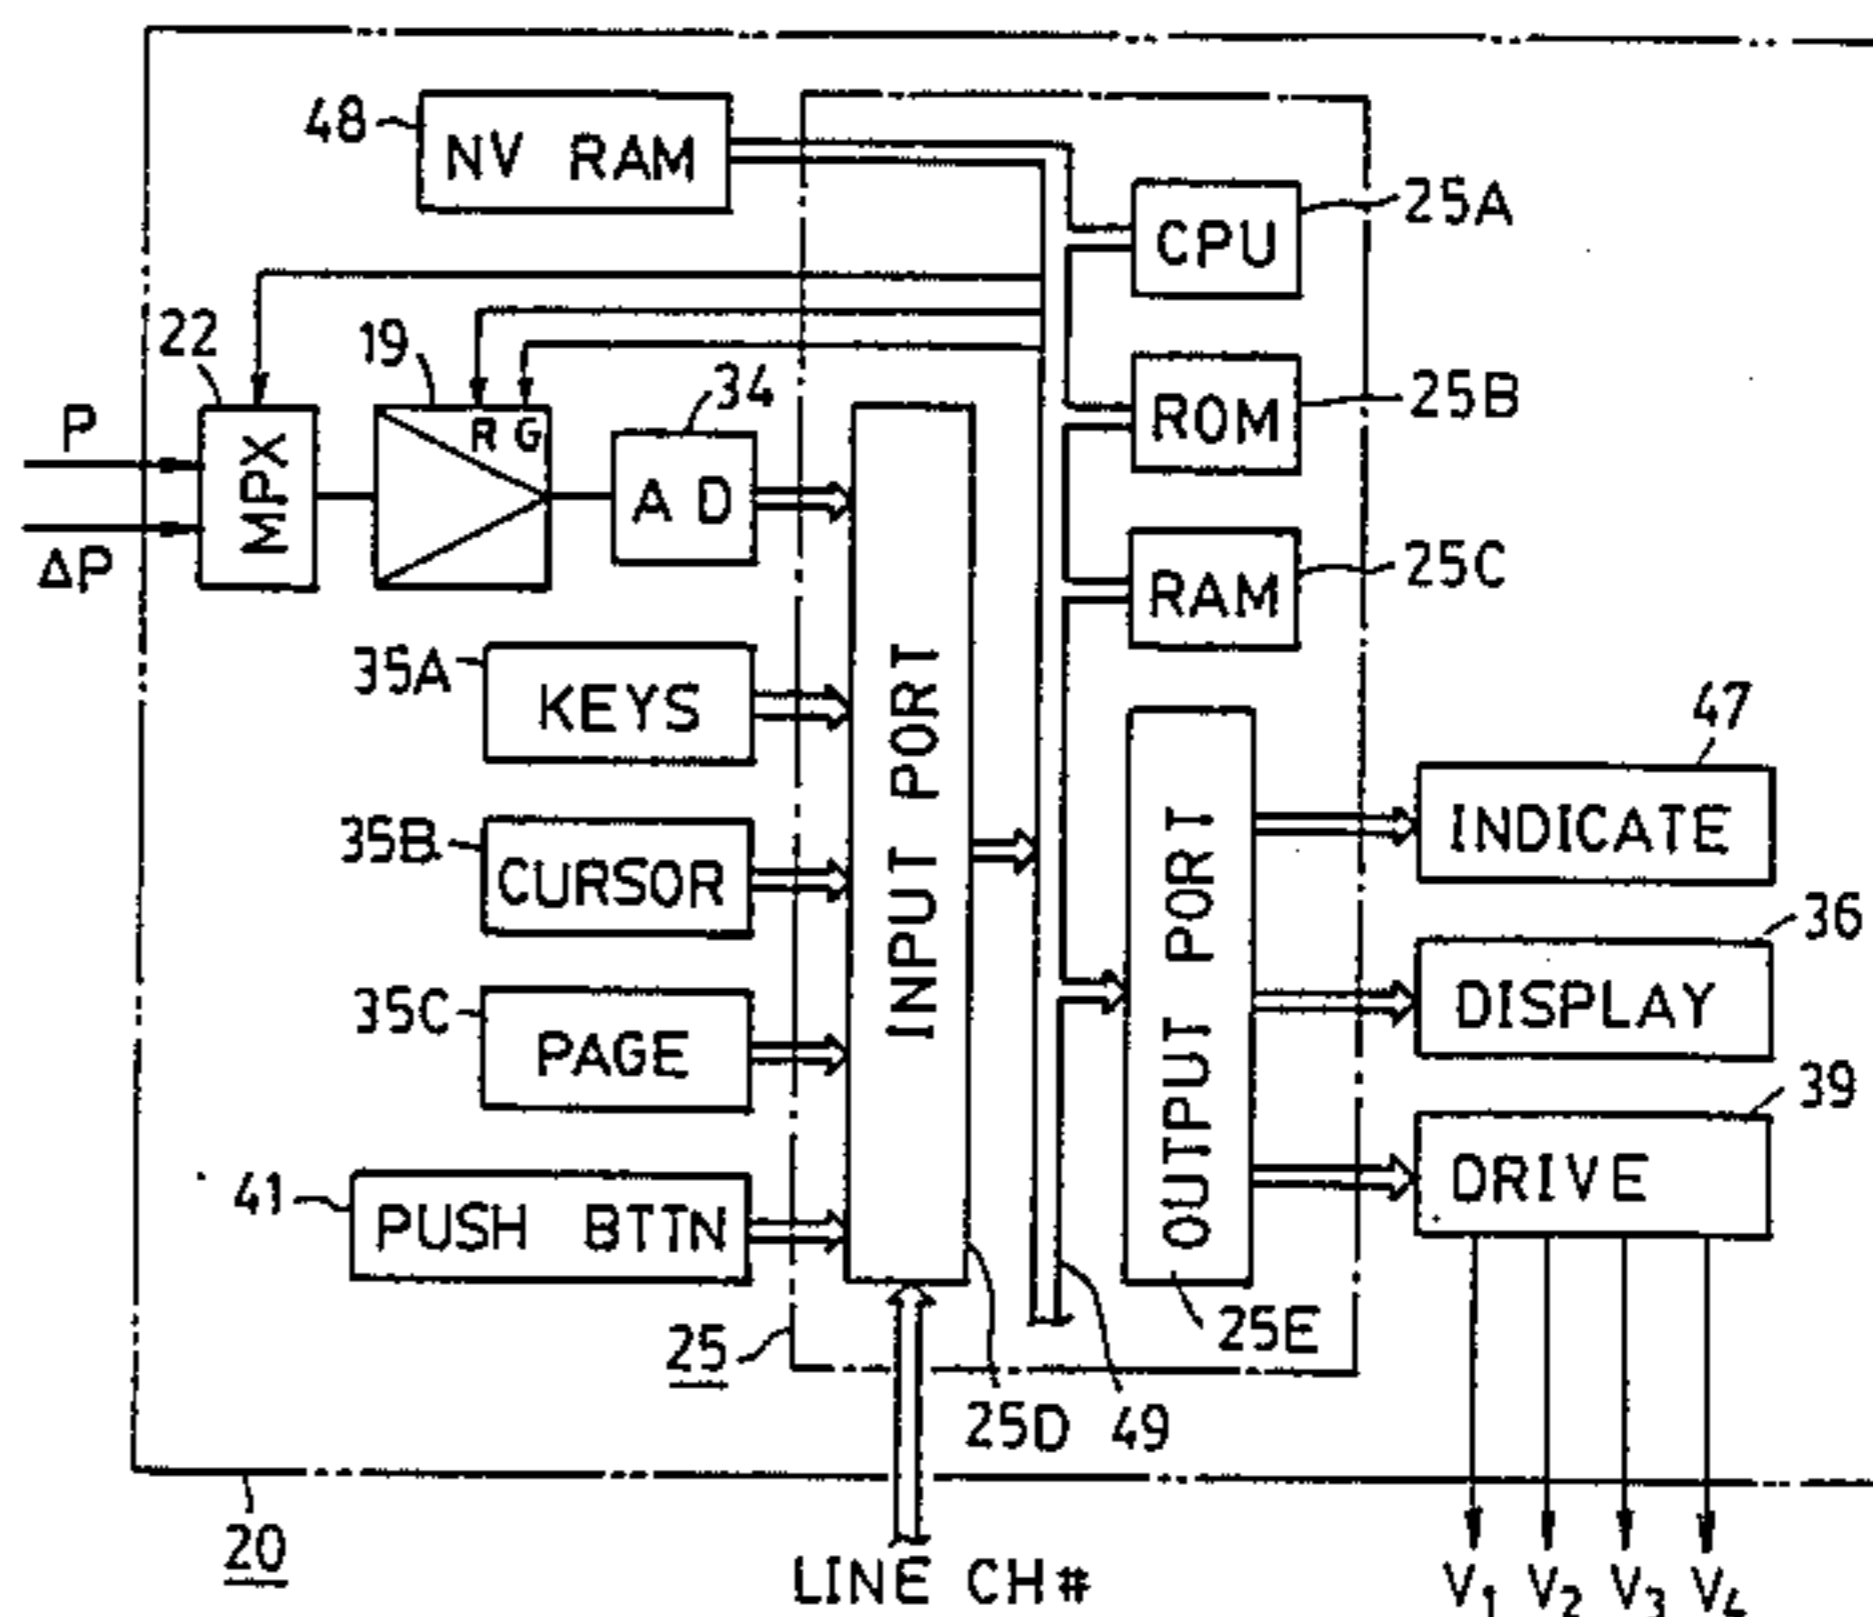 48
NV RAM
25A
CPU
22
19
34
25B
ROM
P
ΔP
MPX
R G
A D
25C
RAM
35A
KEYS
INPUT PORT
47
INDICATE
35B
CURSOR
OUTPUT PORT
36
DISPLAY
35C
PAGE
39
DRIVE
41
PUSH BTTN
25
25E
25D
49
20
LINE CH#
V1
V2
V3
V4